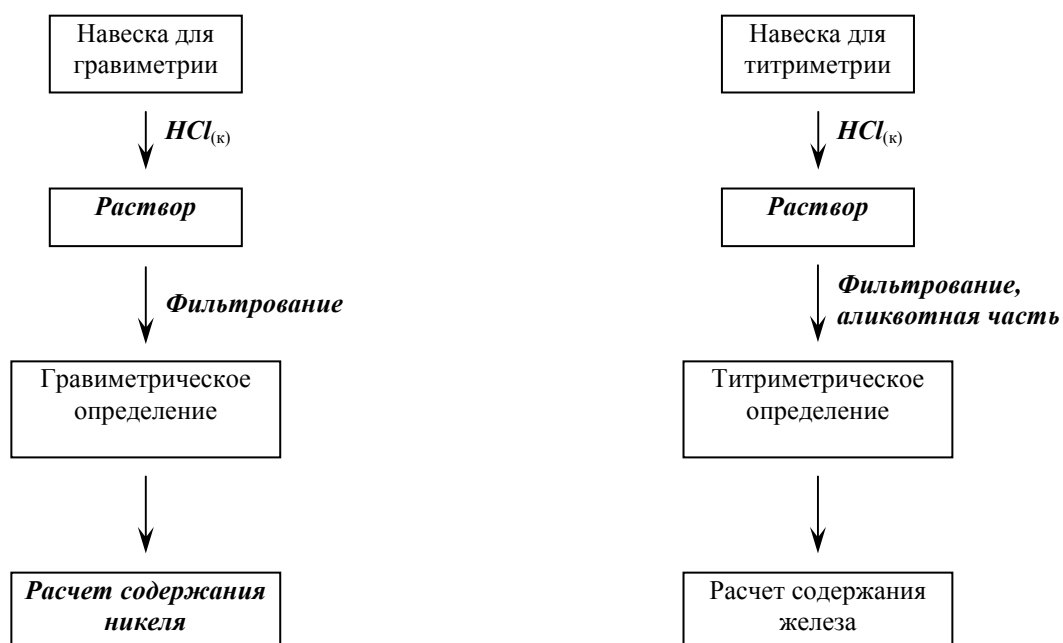 Навеска для
гравиметрии
HCl(к)
Раствор
Фильтрование
Гравиметрическое
определение
Расчет содержания
никеля
Навеска для
титриметрии
HCl(к)
Раствор
Фильтрование,
аликвотная часть
Титриметрическое
определение
Расчет содержания
железа